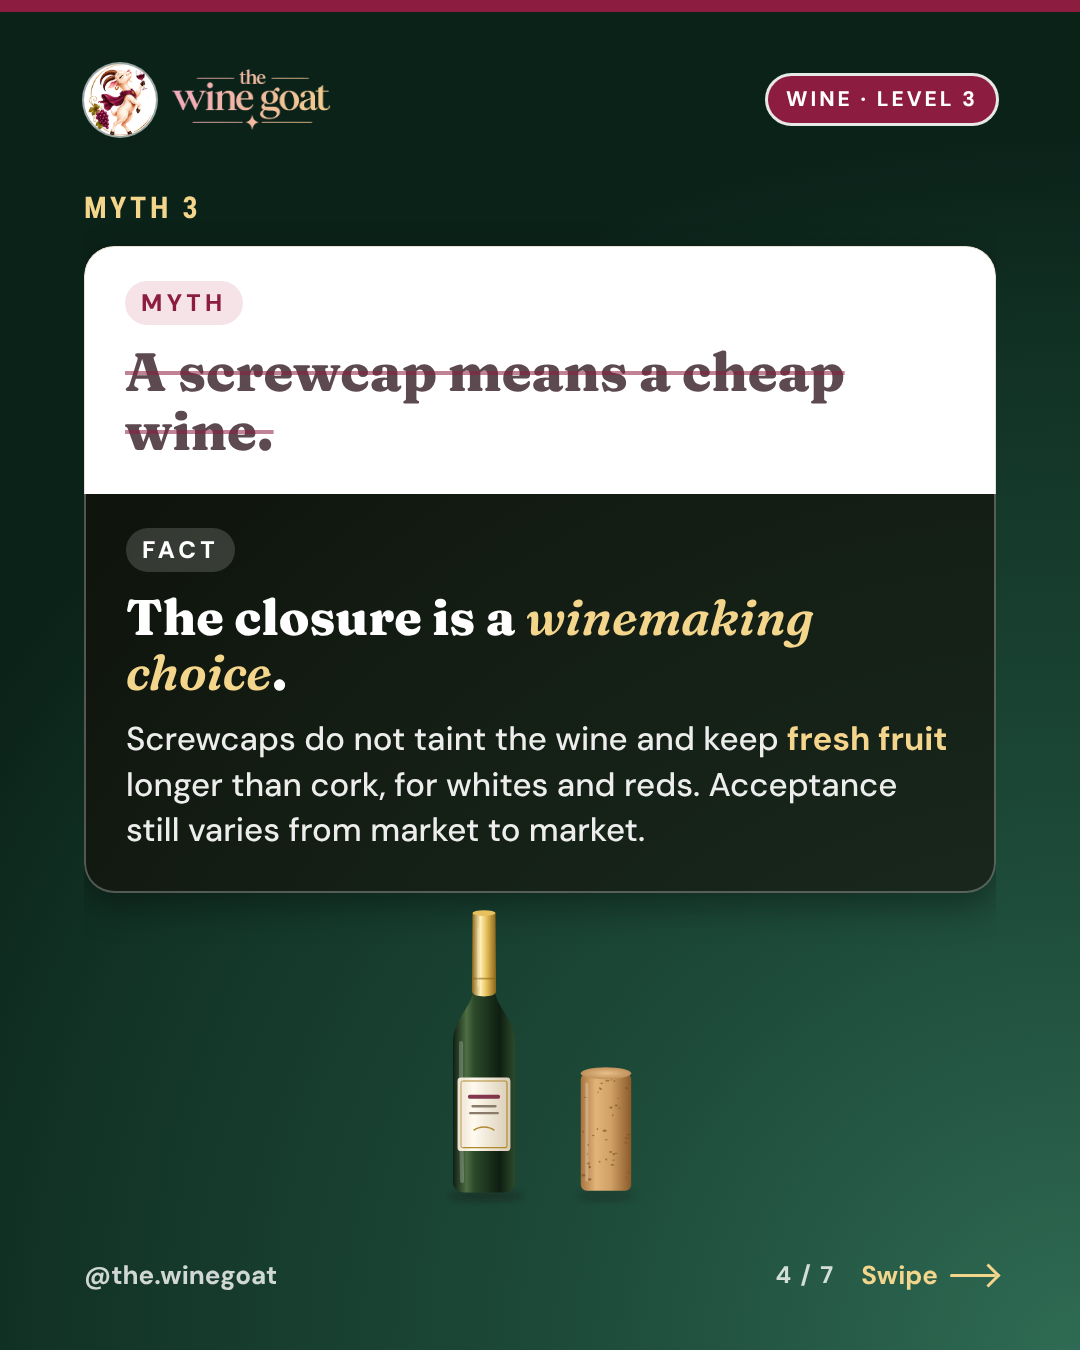 the
wine goat
WINE · LEVEL 3
MYTH 3
MYTH
A screwcap means a cheap
wine.
FACT
The closure is a winemaking
choice.
Screwcaps do not taint the wine and keep fresh fruit
longer than cork, for whites and reds. Acceptance
still varies from market to market.
@the.winegoat
4 / 7
Swipe